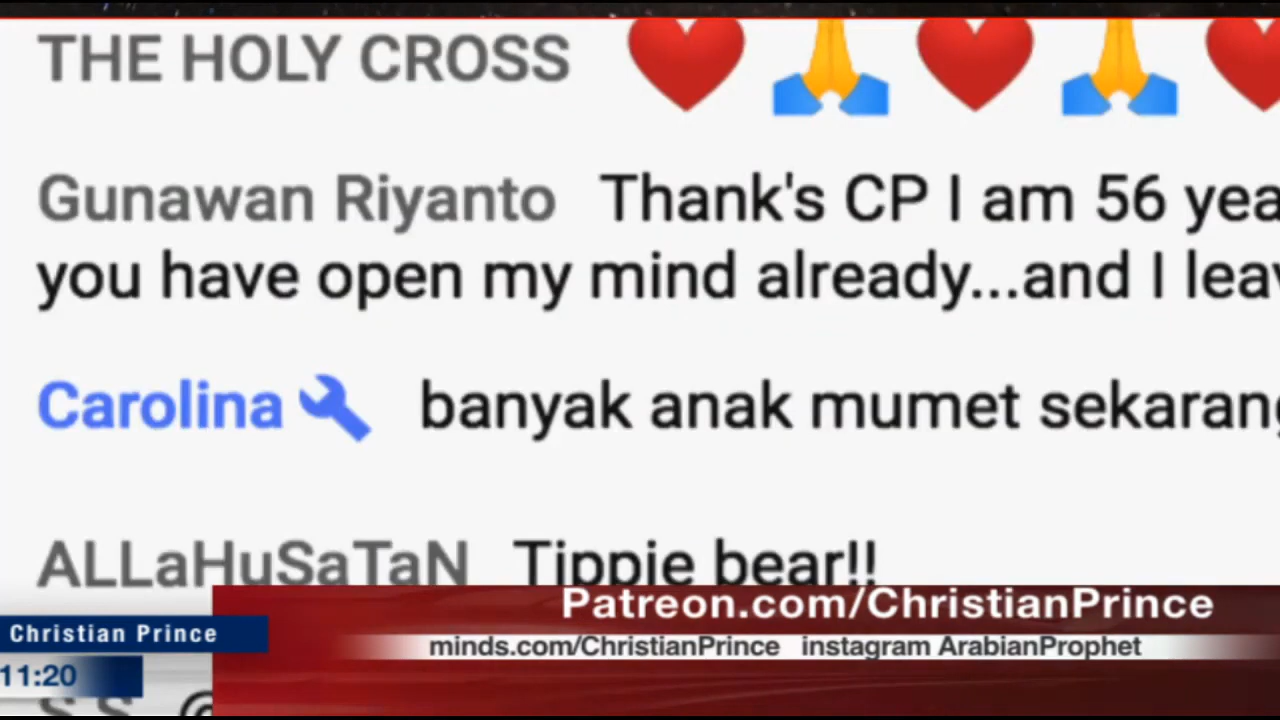 THE HOLY CROSS ❤️🙏❤️🙏❤️
Gunawan Riyanto Thank's CP I am 56 yea
you have open my mind already...and I leav
Carolina banyak anak mumet sekarang
ALLaHuSaTaN Tippie bear!!
Patreon.com/ChristianPrince
Christian Prince
minds.com/ChristianPrince instagram ArabianProphet
11:20